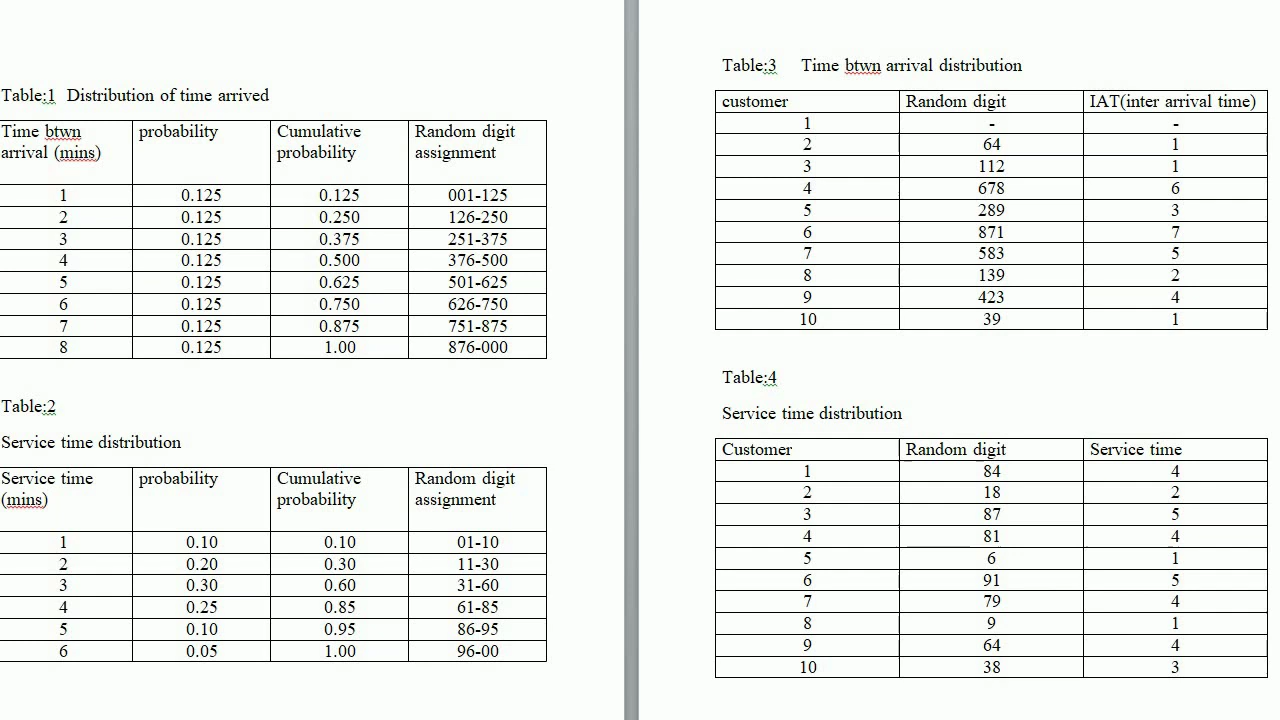 Table:1 Distribution of time arrived
Time btwn arrival (mins) probability Cumulative probability Random digit assignment
1 0.125 0.125 001-125
2 0.125 0.250 126-250
3 0.125 0.375 251-375
4 0.125 0.500 376-500
5 0.125 0.625 501-625
6 0.125 0.750 626-750
7 0.125 0.875 751-875
8 0.125 1.00 876-000
Table:2
Service time distribution
Service time (mins) probability Cumulative probability Random digit assignment
1 0.10 0.10 01-10
2 0.20 0.30 11-30
3 0.30 0.60 31-60
4 0.25 0.85 61-85
5 0.10 0.95 86-95
6 0.05 1.00 96-00
Table:3 Time btwn arrival distribution
customer Random digit IAT(inter arrival time)
1 - -
2 64 1
3 112 1
4 678 6
5 289 3
6 871 7
7 583 5
8 139 2
9 423 4
10 39 1
Table:4
Service time distribution
Customer Random digit Service time
1 84 4
2 18 2
3 87 5
4 81 4
5 6 1
6 91 5
7 79 4
8 9 1
9 64 4
10 38 3